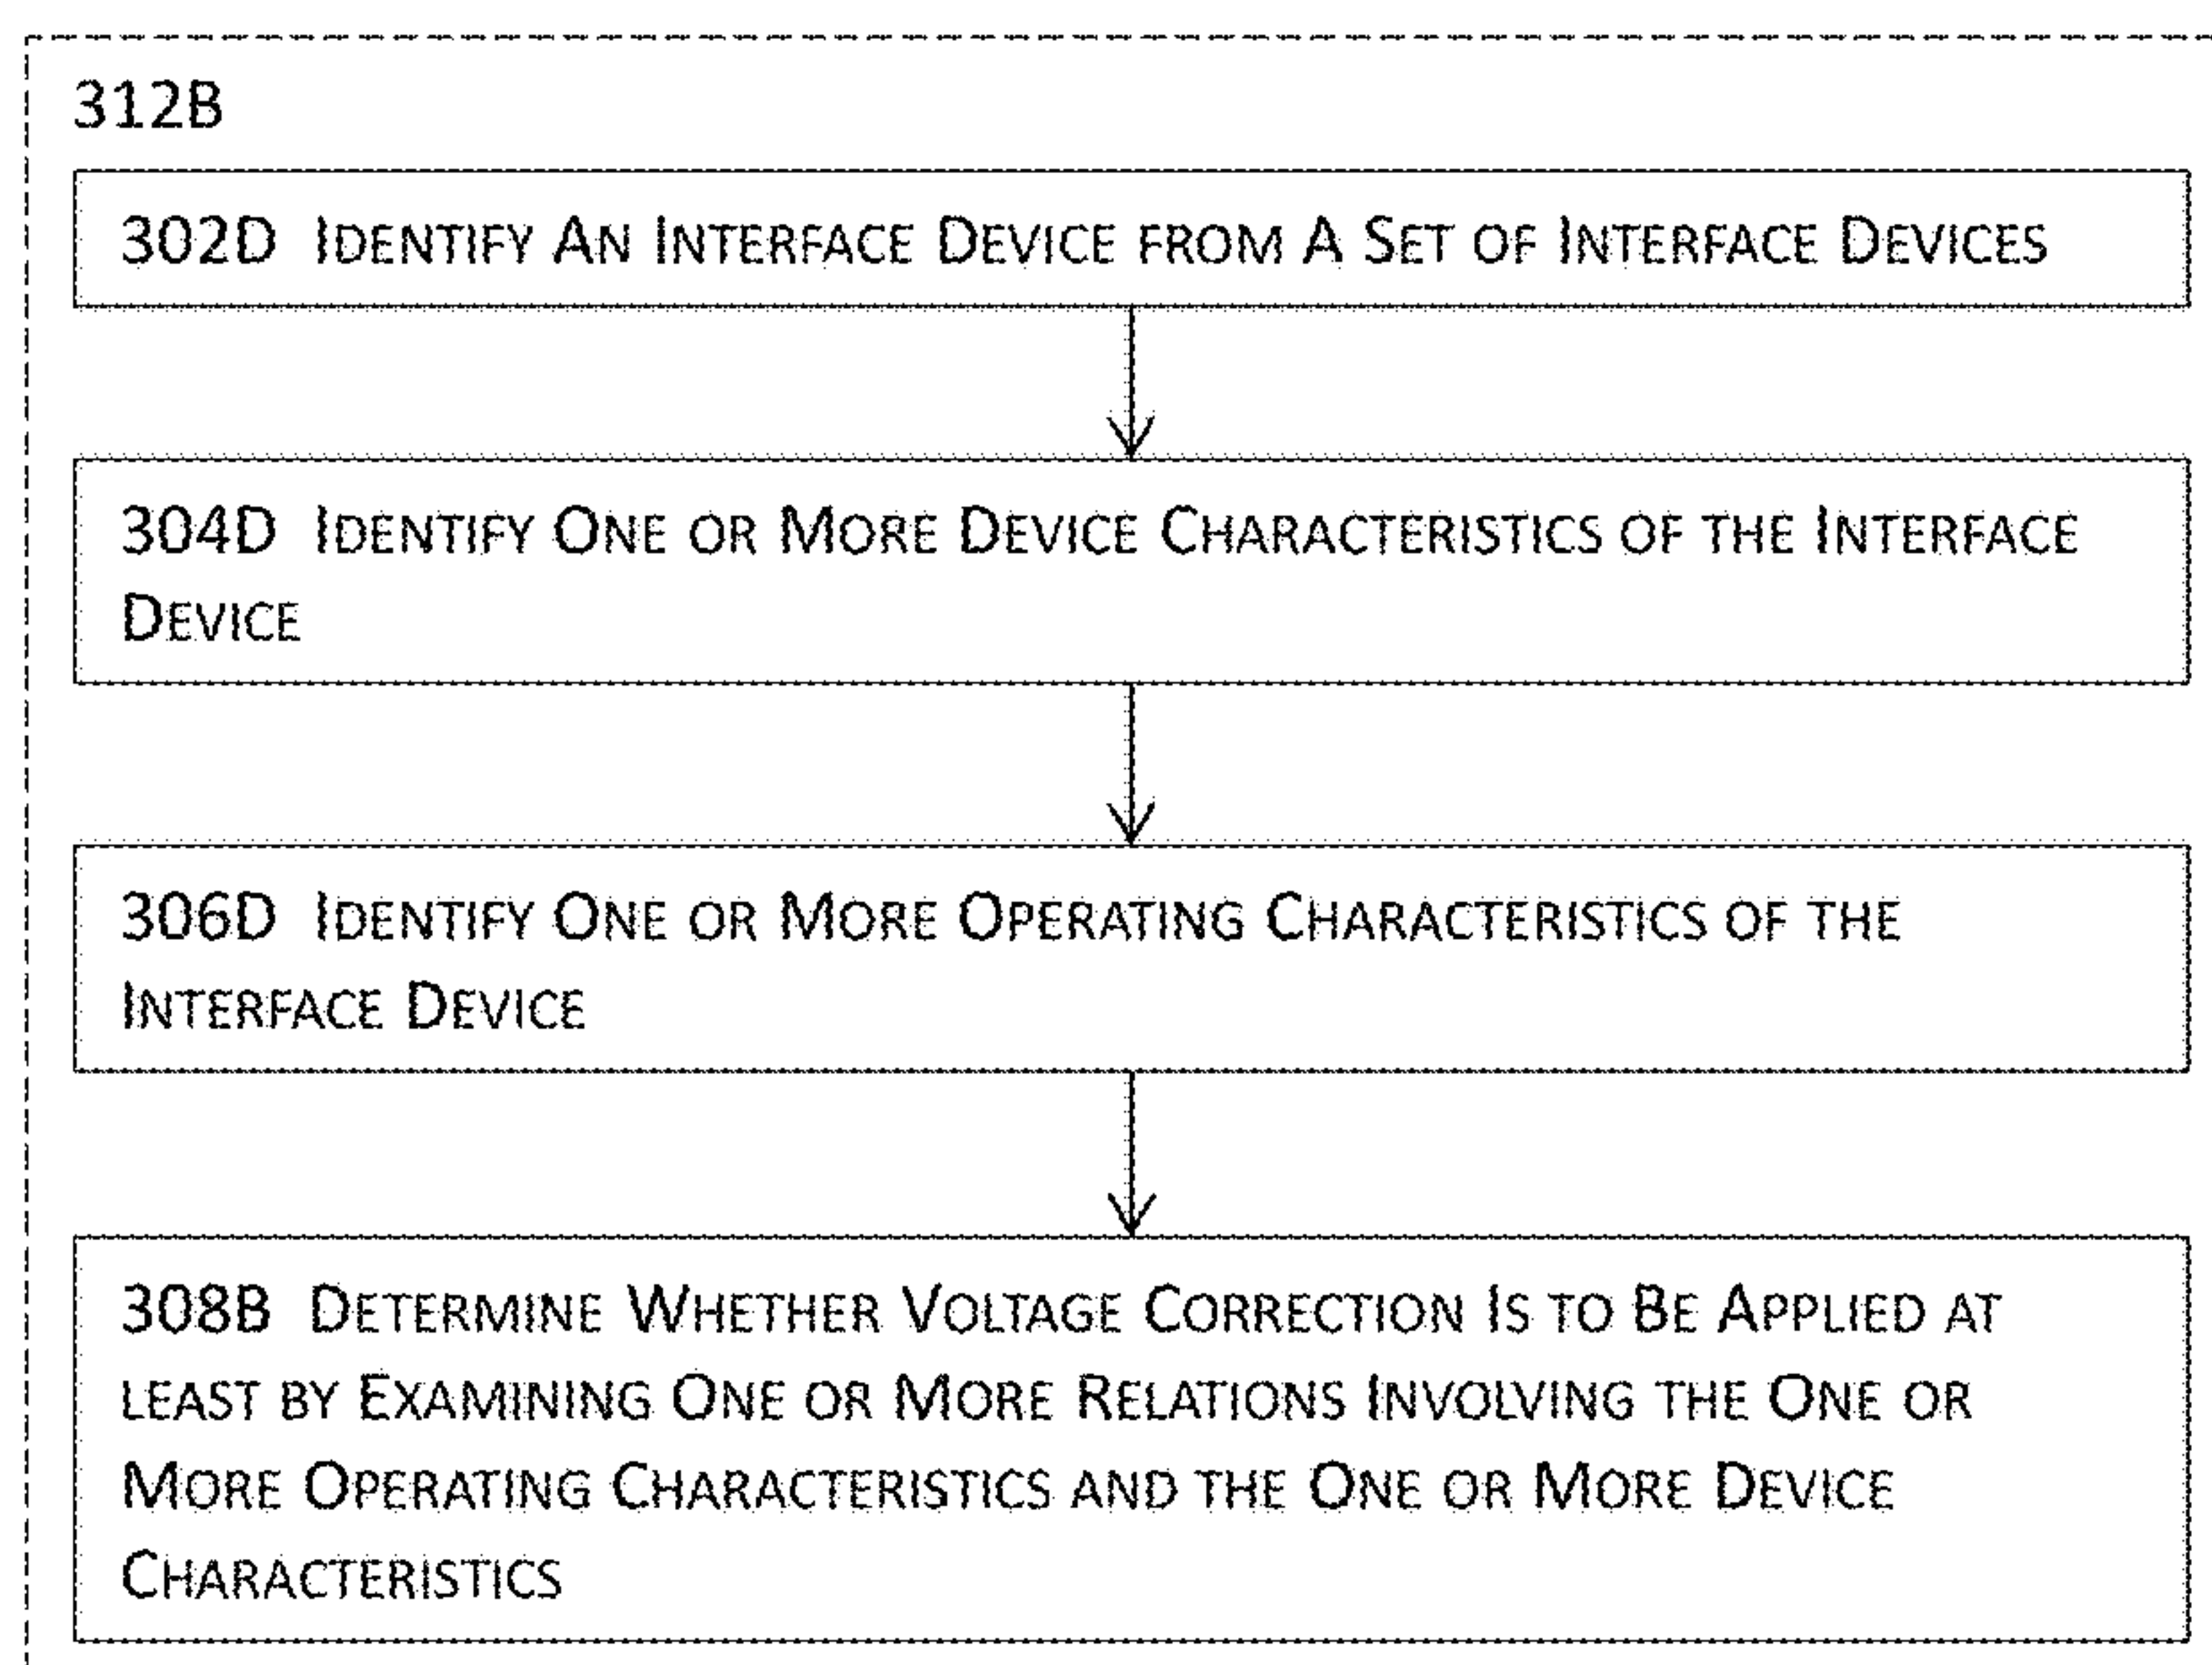 312B
302D IDENTIFY AN INTERFACE DEVICE FROM A SET OF INTERFACE DEVICES
304D IDENTIFY ONE OR MORE DEVICE CHARACTERISTICS OF THE INTERFACE
DEVICE
306D IDENTIFY ONE OR MORE OPERATING CHARACTERISTICS OF THE
INTERFACE DEVICE
308B DETERMINE WHETHER VOLTAGE CORRECTION IS TO BE APPLIED AT
LEAST BY EXAMINING ONE OR MORE RELATIONS INVOLVING THE ONE OR
MORE OPERATING CHARACTERISTICS AND THE ONE OR MORE DEVICE
CHARACTERISTICS